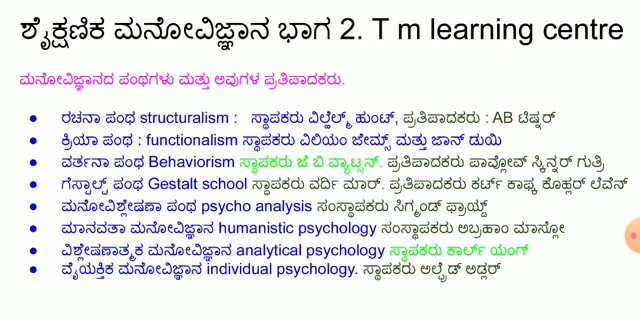 ಶೈಕ್ಷಣಿಕ ಮನೋವಿಜ್ಞಾನ ಭಾಗ 2. T m learning centre
ಮನೋವಿಜ್ಞಾನದ ಪಂಥಗಳು ಮತ್ತು ಅವುಗಳ ಪ್ರತಿಪಾದಕರು.
● ರಚನಾ ಪಂಥ structuralism : ಸ್ಥಾಪಕರು ವಿಲ್ಹೆಲ್ಮ್ ಹುಂಟ್, ಪ್ರತಿಪಾದಕರು : AB ಟಿಷ್ನರ್
● ಕ್ರಿಯಾ ಪಂಥ : functionalism ಸ್ಥಾಪಕರು ವಿಲಿಯಂ ಜೇಮ್ಸ್ ಮತ್ತು ಜಾನ್ ಡುಯಿ
● ವರ್ತನಾ ಪಂಥ Behaviorism ಸ್ಥಾಪಕರು ಜೆ ಬಿ ವ್ಯಾಟ್ಸನ್. ಪ್ರತಿಪಾದಕರು ಪಾವ್ಲೋವ್ ಸ್ಕಿನ್ನರ್ ಗುತ್ರಿ
● ಗೆಸ್ಟಾಲ್ಟ್ ಪಂಥ Gestalt school ಸ್ಥಾಪಕರು ವರ್ದಿ ಮಾರ್. ಪ್ರತಿಪಾದಕರು ಕರ್ಟ್ ಕಾಫ್ಕ ಕೊಹ್ಲರ್ ಲೆವೆನ್
● ಮನೋವಿಶ್ಲೇಷಣಾ ಪಂಥ psycho analysis ಸಂಸ್ಥಾಪಕರು ಸಿಗ್ಮಂಡ್ ಫ್ರಾಯ್ಡ್
● ಮಾನವತಾ ಮನೋವಿಜ್ಞಾನ humanistic psychology ಸಂಸ್ಥಾಪಕರು ಅಬ್ರಹಾಂ ಮಾಸ್ಲೋ
● ವಿಶ್ಲೇಷಣಾತ್ಮಕ ಮನೋವಿಜ್ಞಾನ analytical psychology ಸ್ಥಾಪಕರು ಕಾರ್ಲ್ ಯಂಗ್
● ವೈಯಕ್ತಿಕ ಮನೋವಿಜ್ಞಾನ individual psychology. ಸ್ಥಾಪಕರು ಅಲ್ಫ್ರೆಡ್ ಅಡ್ಲರ್